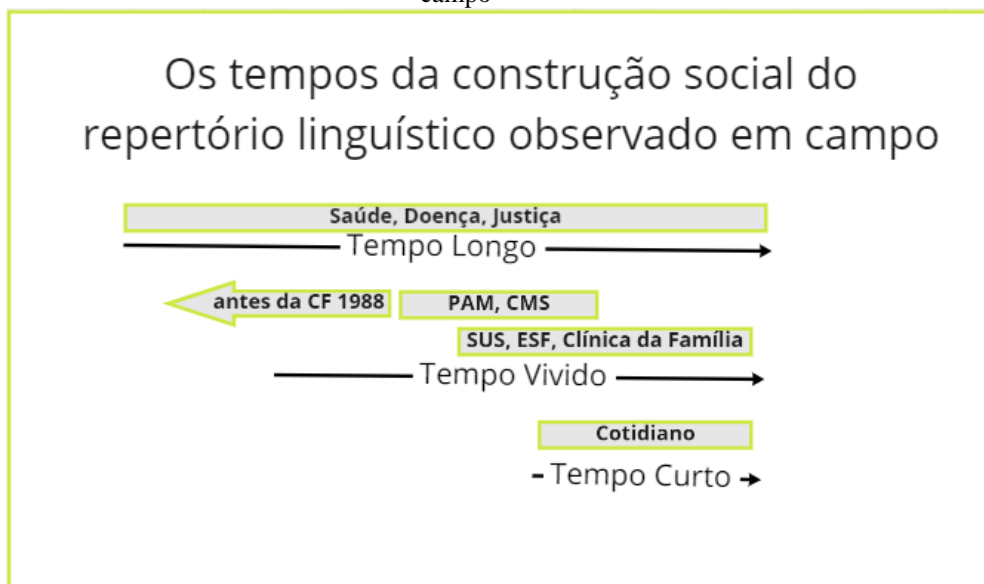 campo
Os tempos da construção social do
repertório linguístico observado em campo
Saúde, Doença, Justiça
Tempo Longo
antes da CF 1988
PAM, CMS
SUS, ESF, Clínica da Família
Tempo Vivido
Cotidiano
Tempo Curto